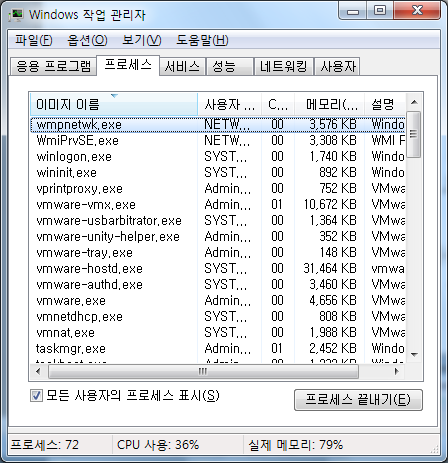 Windows 작업 관리자
파일(F) 옵션(O) 보기(V) 도움말(H)
응용 프로그램 프로세스 서비스 성능 네트워킹 사용자
이미지 이름 사용자 ... C... 메모리(... 설명
wmpnetwk.exe NETW... 00 3,576 KB Windo
WmiPrvSE.exe NETW... 00 3,308 KB WMI F
winlogon.exe SYST... 00 1,740 KB Windo
wininit.exe SYST... 00 892 KB Windo
vprintproxy.exe Admin... 00 752 KB VMwa
vmware-vmx.exe Admin... 01 10,672 KB VMwa
vmware-usbarbitrator.exe SYST... 00 1,364 KB VMwa
vmware-unity-helper.exe Admin... 00 352 KB VMwa
vmware-tray.exe Admin... 00 148 KB VMwa
vmware-hostd.exe SYST... 00 31,464 KB vmwa
vmware-authd.exe SYST... 00 3,460 KB VMwa
vmware.exe Admin... 00 4,656 KB VMwa
vmnetdhcp.exe SYST... 00 808 KB VMwa
vmnat.exe SYST... 00 1,988 KB VMwa
taskmgr.exe Admin... 01 2,452 KB Windo
모든 사용자의 프로세스 표시(S) 프로세스 끝내기(E)
프로세스: 72 CPU 사용: 36% 실제 메모리: 79%